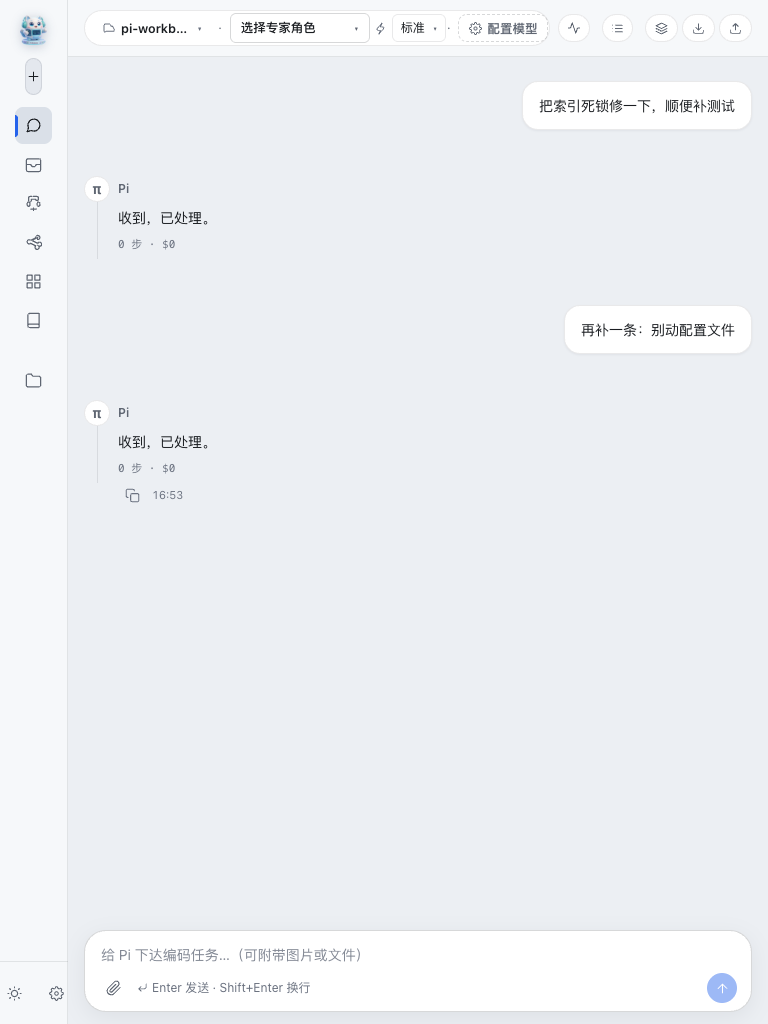 pi-workb...
选择专家角色
标准
配置模型
把索引死锁修一下，顺便补测试
π Pi
收到，已处理。
0 步 · $0
再补一条：别动配置文件
π Pi
收到，已处理。
0 步 · $0
16:53
给 Pi 下达编码任务...（可附带图片或文件）
↵ Enter 发送 · Shift+Enter 换行